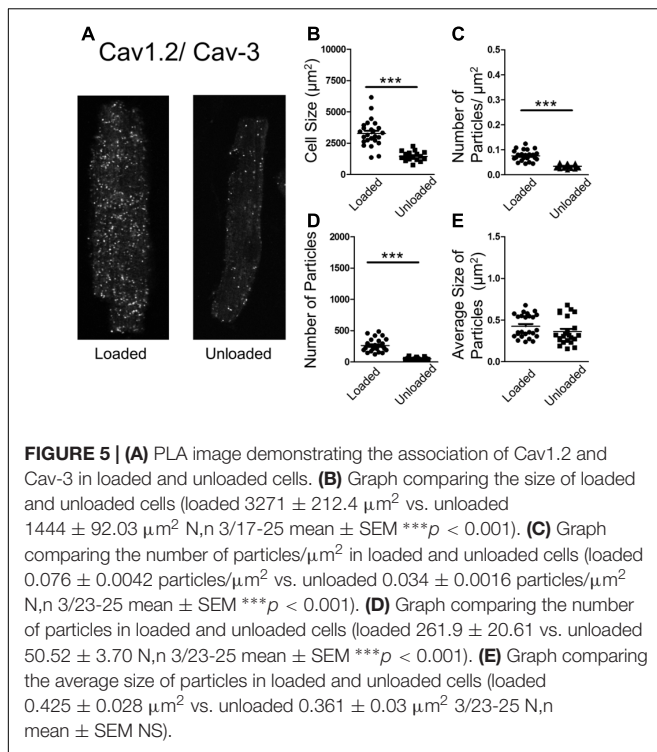 A
Cav1.2/ Cav-3
Loaded
Unloaded
B
Cell Size (μm²)
10000
7500
5000
2500
0
***
Loaded
Unloaded
C
Number of
Particles/ μm²
0.5
0.4
0.3
0.2
0.1
0.0
***
Loaded
Unloaded
D
Number of Particles
2000
1500
1000
500
250
0
***
Loaded
Unloaded
E
Average Size of
Particles (μm²)
1.5
1.0
0.5
0.0
Loaded
Unloaded
FIGURE 5 | (A) PLA image demonstrating the association of Cav1.2 and
Cav-3 in loaded and unloaded cells. (B) Graph comparing the size of loaded
and unloaded cells (loaded 3271 ± 212.4 μm² vs. unloaded
1444 ± 92.03 μm² N,n 3/17-25 mean ± SEM ***p < 0.001). (C) Graph
comparing the number of particles/μm² in loaded and unloaded cells (loaded
0.076 ± 0.0042 particles/μm² vs. unloaded 0.034 ± 0.0016 particles/μm²
N,n 3/23-25 mean ± SEM ***p < 0.001). (D) Graph comparing the number
of particles in loaded and unloaded cells (loaded 261.9 ± 20.61 vs. unloaded
50.52 ± 3.70 N,n 3/23-25 mean ± SEM ***p < 0.001). (E) Graph comparing
the average size of particles in loaded and unloaded cells (loaded
0.425 ± 0.028 μm² vs. unloaded 0.361 ± 0.03 μm² 3/23-25 N,n
mean ± SEM NS).